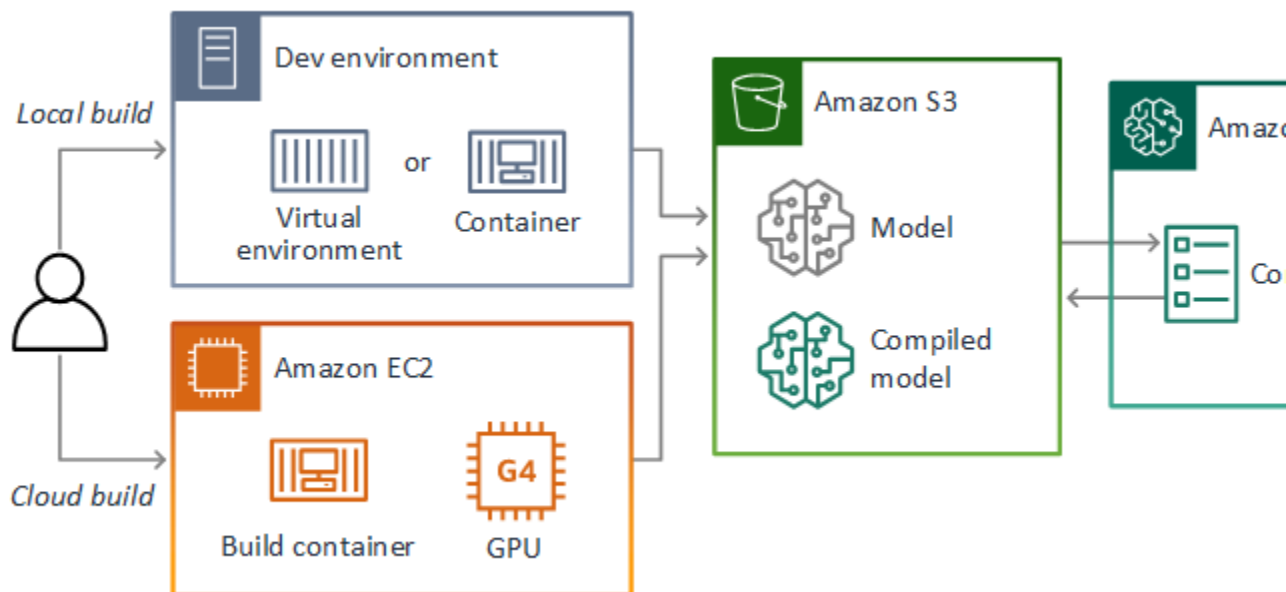 Local build
Dev environment
Virtual
environment
or
Container
Cloud build
Amazon EC2
Build container
G4
GPU
Amazon S3
Model
Compiled
model